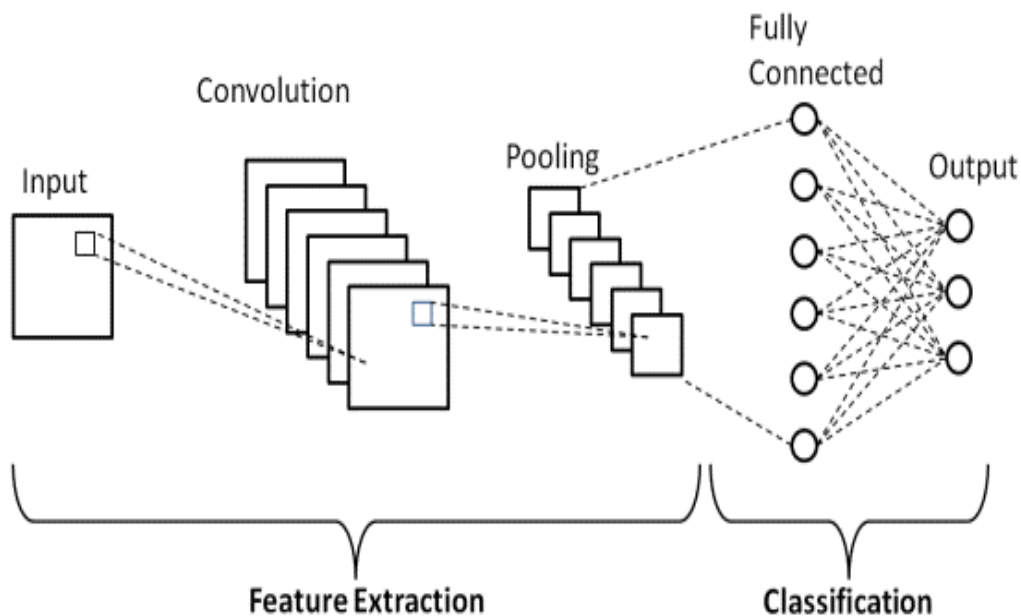 Input
Convolution
Pooling
Fully
Connected
Output
Feature Extraction
Classification